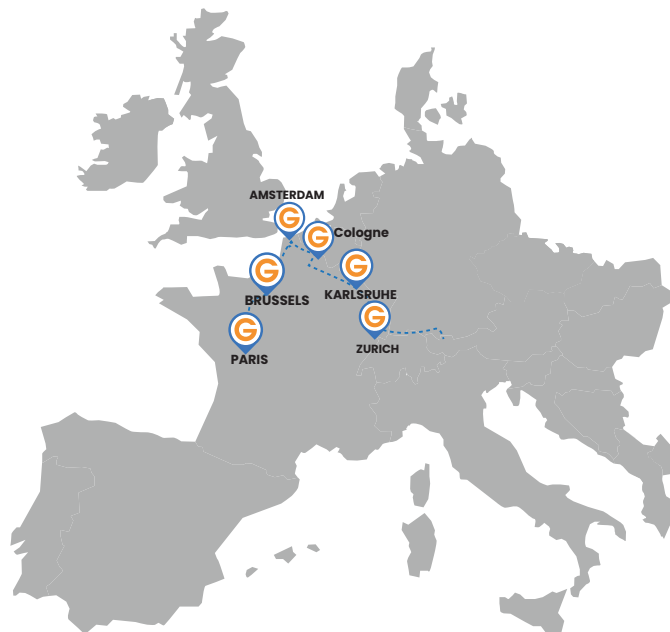 AMSTERDAM
G
G
Cologne
G
BRUSSELS
G
KARLSRUHE
G
PARIS
G
ZURICH